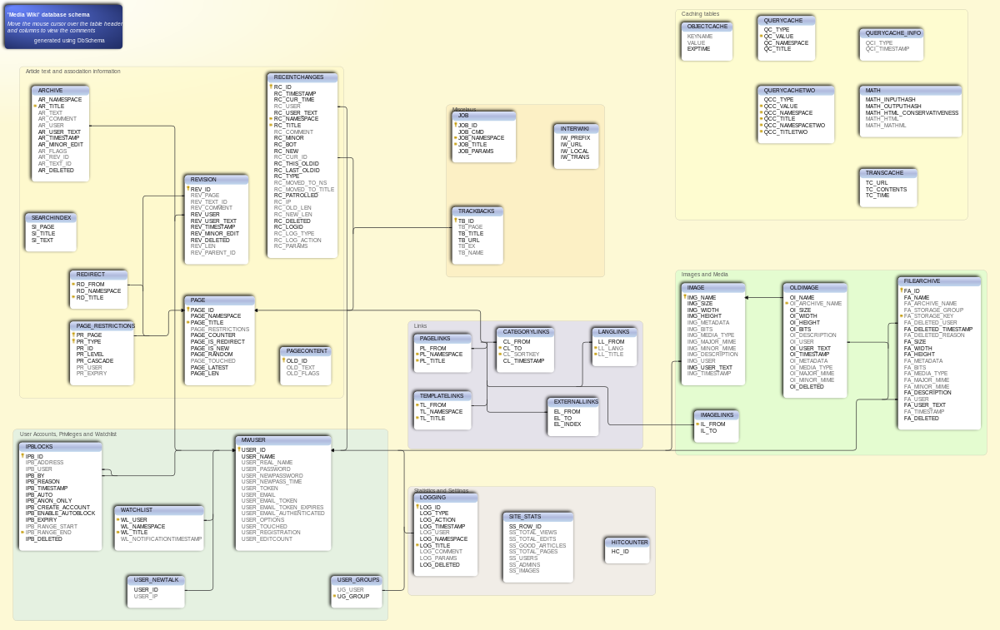 'Media Wiki' database schema
Move the mouse cursor over the table header
and columns to view the comments
generated using DbSchema
Article text and association information
ARCHIVE
AR_NAMESPACE
AR_TITLE
AR_TEXT
AR_COMMENT
AR_USER
AR_USER_TEXT
AR_TIMESTAMP
AR_MINOR_EDIT
AR_FLAGS
AR_REV_ID
AR_TEXT_ID
AR_DELETED
RECENTCHANGES
RC_ID
RC_TIMESTAMP
RC_CUR_TIME
RC_USER
RC_USER_TEXT
RC_NAMESPACE
RC_TITLE
RC_COMMENT
RC_MINOR
RC_BOT
RC_NEW
RC_CUR_ID
RC_THIS_OLDID
RC_LAST_OLDID
RC_TYPE
RC_MOVED_TO_NS
RC_MOVED_TO_TITLE
RC_PATROLLED
RC_IP
RC_OLD_LEN
RC_NEW_LEN
RC_DELETED
RC_LOGID
RC_LOG_TYPE
RC_LOG_ACTION
RC_PARAMS
REVISION
REV_ID
REV_PAGE
REV_TEXT_ID
REV_COMMENT
REV_USER
REV_USER_TEXT
REV_TIMESTAMP
REV_MINOR_EDIT
REV_DELETED
REV_LEN
REV_PARENT_ID
SEARCHINDEX
SI_PAGE
SI_TITLE
SI_TEXT
REDIRECT
RD_FROM
RD_NAMESPACE
RD_TITLE
PAGE_RESTRICTIONS
PR_PAGE
PR_TYPE
PR_ID
PR_LEVEL
PR_CASCADE
PR_USER
PR_EXPIRY
PAGE
PAGE_ID
PAGE_NAMESPACE
PAGE_TITLE
PAGE_RESTRICTIONS
PAGE_COUNTER
PAGE_IS_REDIRECT
PAGE_IS_NEW
PAGE_RANDOM
PAGE_TOUCHED
PAGE_LATEST
PAGE_LEN
PAGECONTENT
OLD_ID
OLD_TEXT
OLD_FLAGS
JOB
JOB_ID
JOB_CMD
JOB_NAMESPACE
JOB_TITLE
JOB_PARAMS
INTERWIKI
IW_PREFIX
IW_URL
IW_LOCAL
IW_TRANS
TRACKBACKS
TB_ID
TB_PAGE
TB_TITLE
TB_URL
TB_EX
TB_NAME
Caching tables
OBJECTCACHE
KEYNAME
VALUE
EXPTIME
QUERYCACHE
QC_TYPE
QC_VALUE
QC_NAMESPACE
QC_TITLE
QUERYCACHE_INFO
QCI_TYPE
QCI_TIMESTAMP
QUERYCACHETWO
QCC_TYPE
QCC_VALUE
QCC_NAMESPACE
QCC_TITLE
QCC_NAMESPACETWO
QCC_TITLETWO
MATH
MATH_INPUTHASH
MATH_OUTPUTHASH
MATH_HTML_CONSERVATIVENESS
MATH_HTML
MATH_MATHML
TRANSCACHE
TC_URL
TC_CONTENTS
TC_TIME
Images and Media
IMAGE
IMG_NAME
IMG_SIZE
IMG_WIDTH
IMG_HEIGHT
IMG_METADATA
IMG_BITS
IMG_MEDIA_TYPE
IMG_MAJOR_MIME
IMG_MINOR_MIME
IMG_DESCRIPTION
IMG_USER
IMG_USER_TEXT
IMG_TIMESTAMP
OLDIMAGE
OI_NAME
OI_ARCHIVE_NAME
OI_SIZE
OI_WIDTH
OI_HEIGHT
OI_BITS
OI_DESCRIPTION
OI_USER
OI_USER_TEXT
OI_TIMESTAMP
OI_METADATA
OI_MEDIA_TYPE
OI_MAJOR_MIME
OI_MINOR_MIME
OI_DELETED
FILEARCHIVE
FA_ID
FA_NAME
FA_ARCHIVE_NAME
FA_STORAGE_GROUP
FA_STORAGE_KEY
FA_DELETED_USER
FA_DELETED_TIMESTAMP
FA_DELETED_REASON
FA_SIZE
FA_WIDTH
FA_HEIGHT
FA_METADATA
FA_BITS
FA_MEDIA_TYPE
FA_MAJOR_MIME
FA_MINOR_MIME
FA_DESCRIPTION
FA_USER
FA_USER_TEXT
FA_TIMESTAMP
FA_DELETED
IMAGELINKS
IL_FROM
IL_TO
Links
PAGELINKS
PL_FROM
PL_NAMESPACE
PL_TITLE
CATEGORYLINKS
CL_FROM
CL_TO
CL_SORTKEY
CL_TIMESTAMP
LANGLINKS
LL_FROM
LL_LANG
LL_TITLE
TEMPLATELINKS
TL_FROM
TL_NAMESPACE
TL_TITLE
EXTERNALLINKS
EL_FROM
EL_TO
EL_INDEX
User Accounts, Privileges and Watchlist
IPBLOCKS
IPB_ID
IPB_ADDRESS
IPB_USER
IPB_BY
IPB_REASON
IPB_TIMESTAMP
IPB_AUTO
IPB_ANON_ONLY
IPB_CREATE_ACCOUNT
IPB_ENABLE_AUTOBLOCK
IPB_EXPIRY
IPB_RANGE_START
IPB_RANGE_END
IPB_DELETED
WATCHLIST
WL_USER
WL_NAMESPACE
WL_TITLE
WL_NOTIFICATIONTIMESTAMP
MWUSER
USER_ID
USER_NAME
USER_REAL_NAME
USER_PASSWORD
USER_NEWPASSWORD
USER_NEWPASS_TIME
USER_TOKEN
USER_EMAIL
USER_EMAIL_TOKEN
USER_EMAIL_TOKEN_EXPIRES
USER_EMAIL_AUTHENTICATED
USER_OPTIONS
USER_TOUCHED
USER_REGISTRATION
USER_EDITCOUNT
USER_NEWTALK
USER_ID
USER_IP
USER_GROUPS
UG_USER
UG_GROUP
Statistics and Settings
LOGGING
LOG_ID
LOG_TYPE
LOG_ACTION
LOG_TIMESTAMP
LOG_USER
LOG_NAMESPACE
LOG_TITLE
LOG_COMMENT
LOG_PARAMS
LOG_DELETED
SITE_STATS
SS_ROW_ID
SS_TOTAL_VIEWS
SS_TOTAL_EDITS
SS_GOOD_ARTICLES
SS_TOTAL_PAGES
SS_USERS
SS_ADMINS
SS_IMAGES
HITCOUNTER
HC_ID